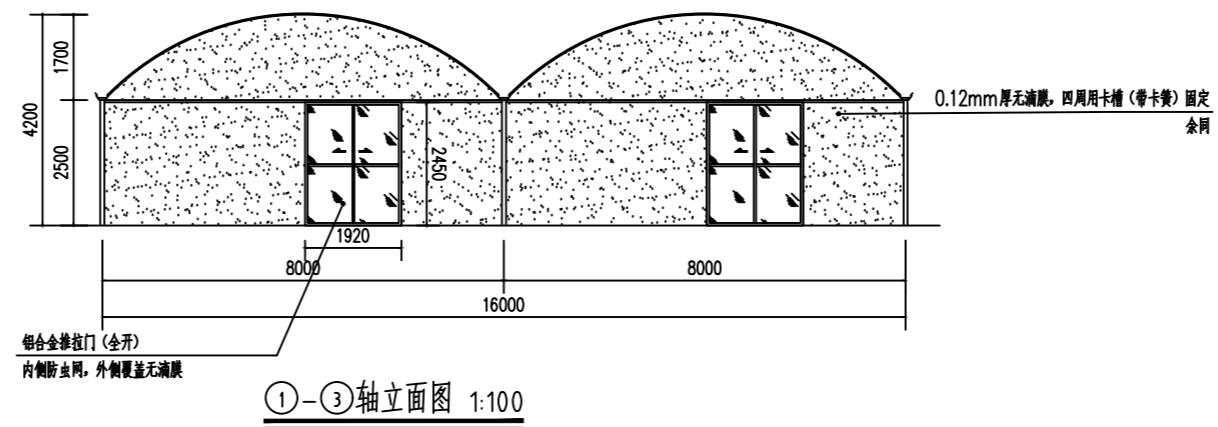 1700
4200
2500
2450
0.12mm厚无滴膜，四周用卡槽（带卡簧）固定
余同
1920
8000
8000
16000
铝合金推拉门（全开）
内侧防虫网，外侧覆盖无滴膜
①-③轴立面图 1:100